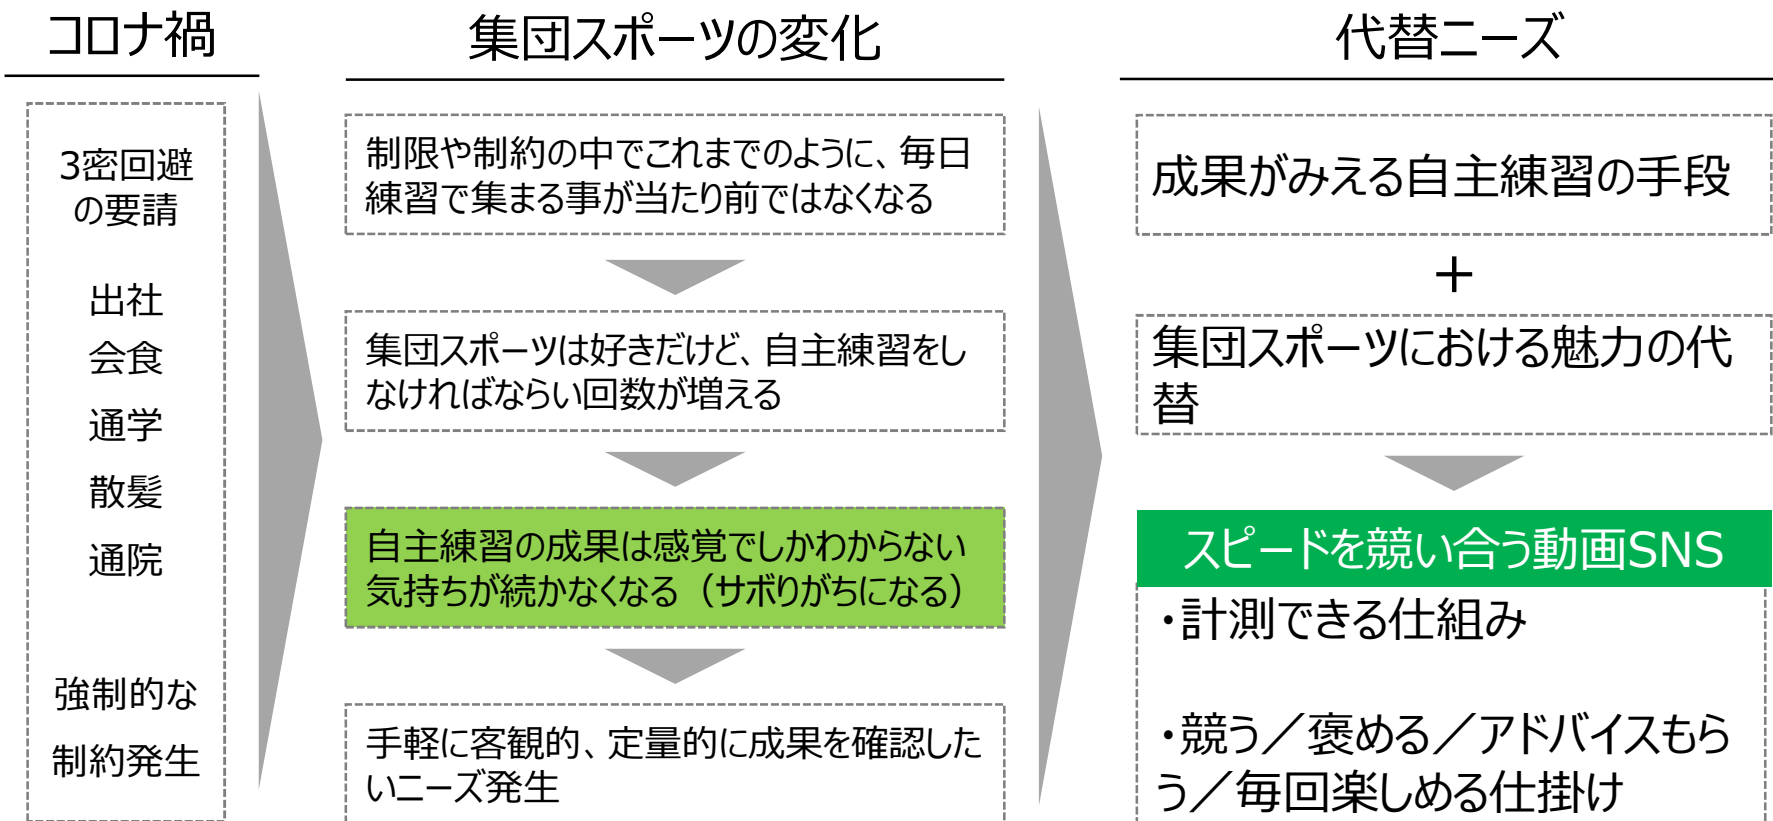 コロナ禍
3密回避
の要請
出社
会食
通学
散髪
通院
強制的な
制約発生
集団スポーツの変化
制限や制約の中でこれまでのように、毎日
練習で集まる事が当たり前ではなくなる
集団スポーツは好きだけど、自主練習をし
なければならい回数が増える
自主練習の成果は感覚でしかわからない
気持ちが続かなくなる（サボりがちになる）
手軽に客観的、定量的に成果を確認した
いニーズ発生
代替ニーズ
成果がみえる自主練習の手段
＋
集団スポーツにおける魅力の代
替
スピードを競い合う動画SNS
・計測できる仕組み
・競う／褒める／アドバイスもら
う／毎回楽しめる仕掛け